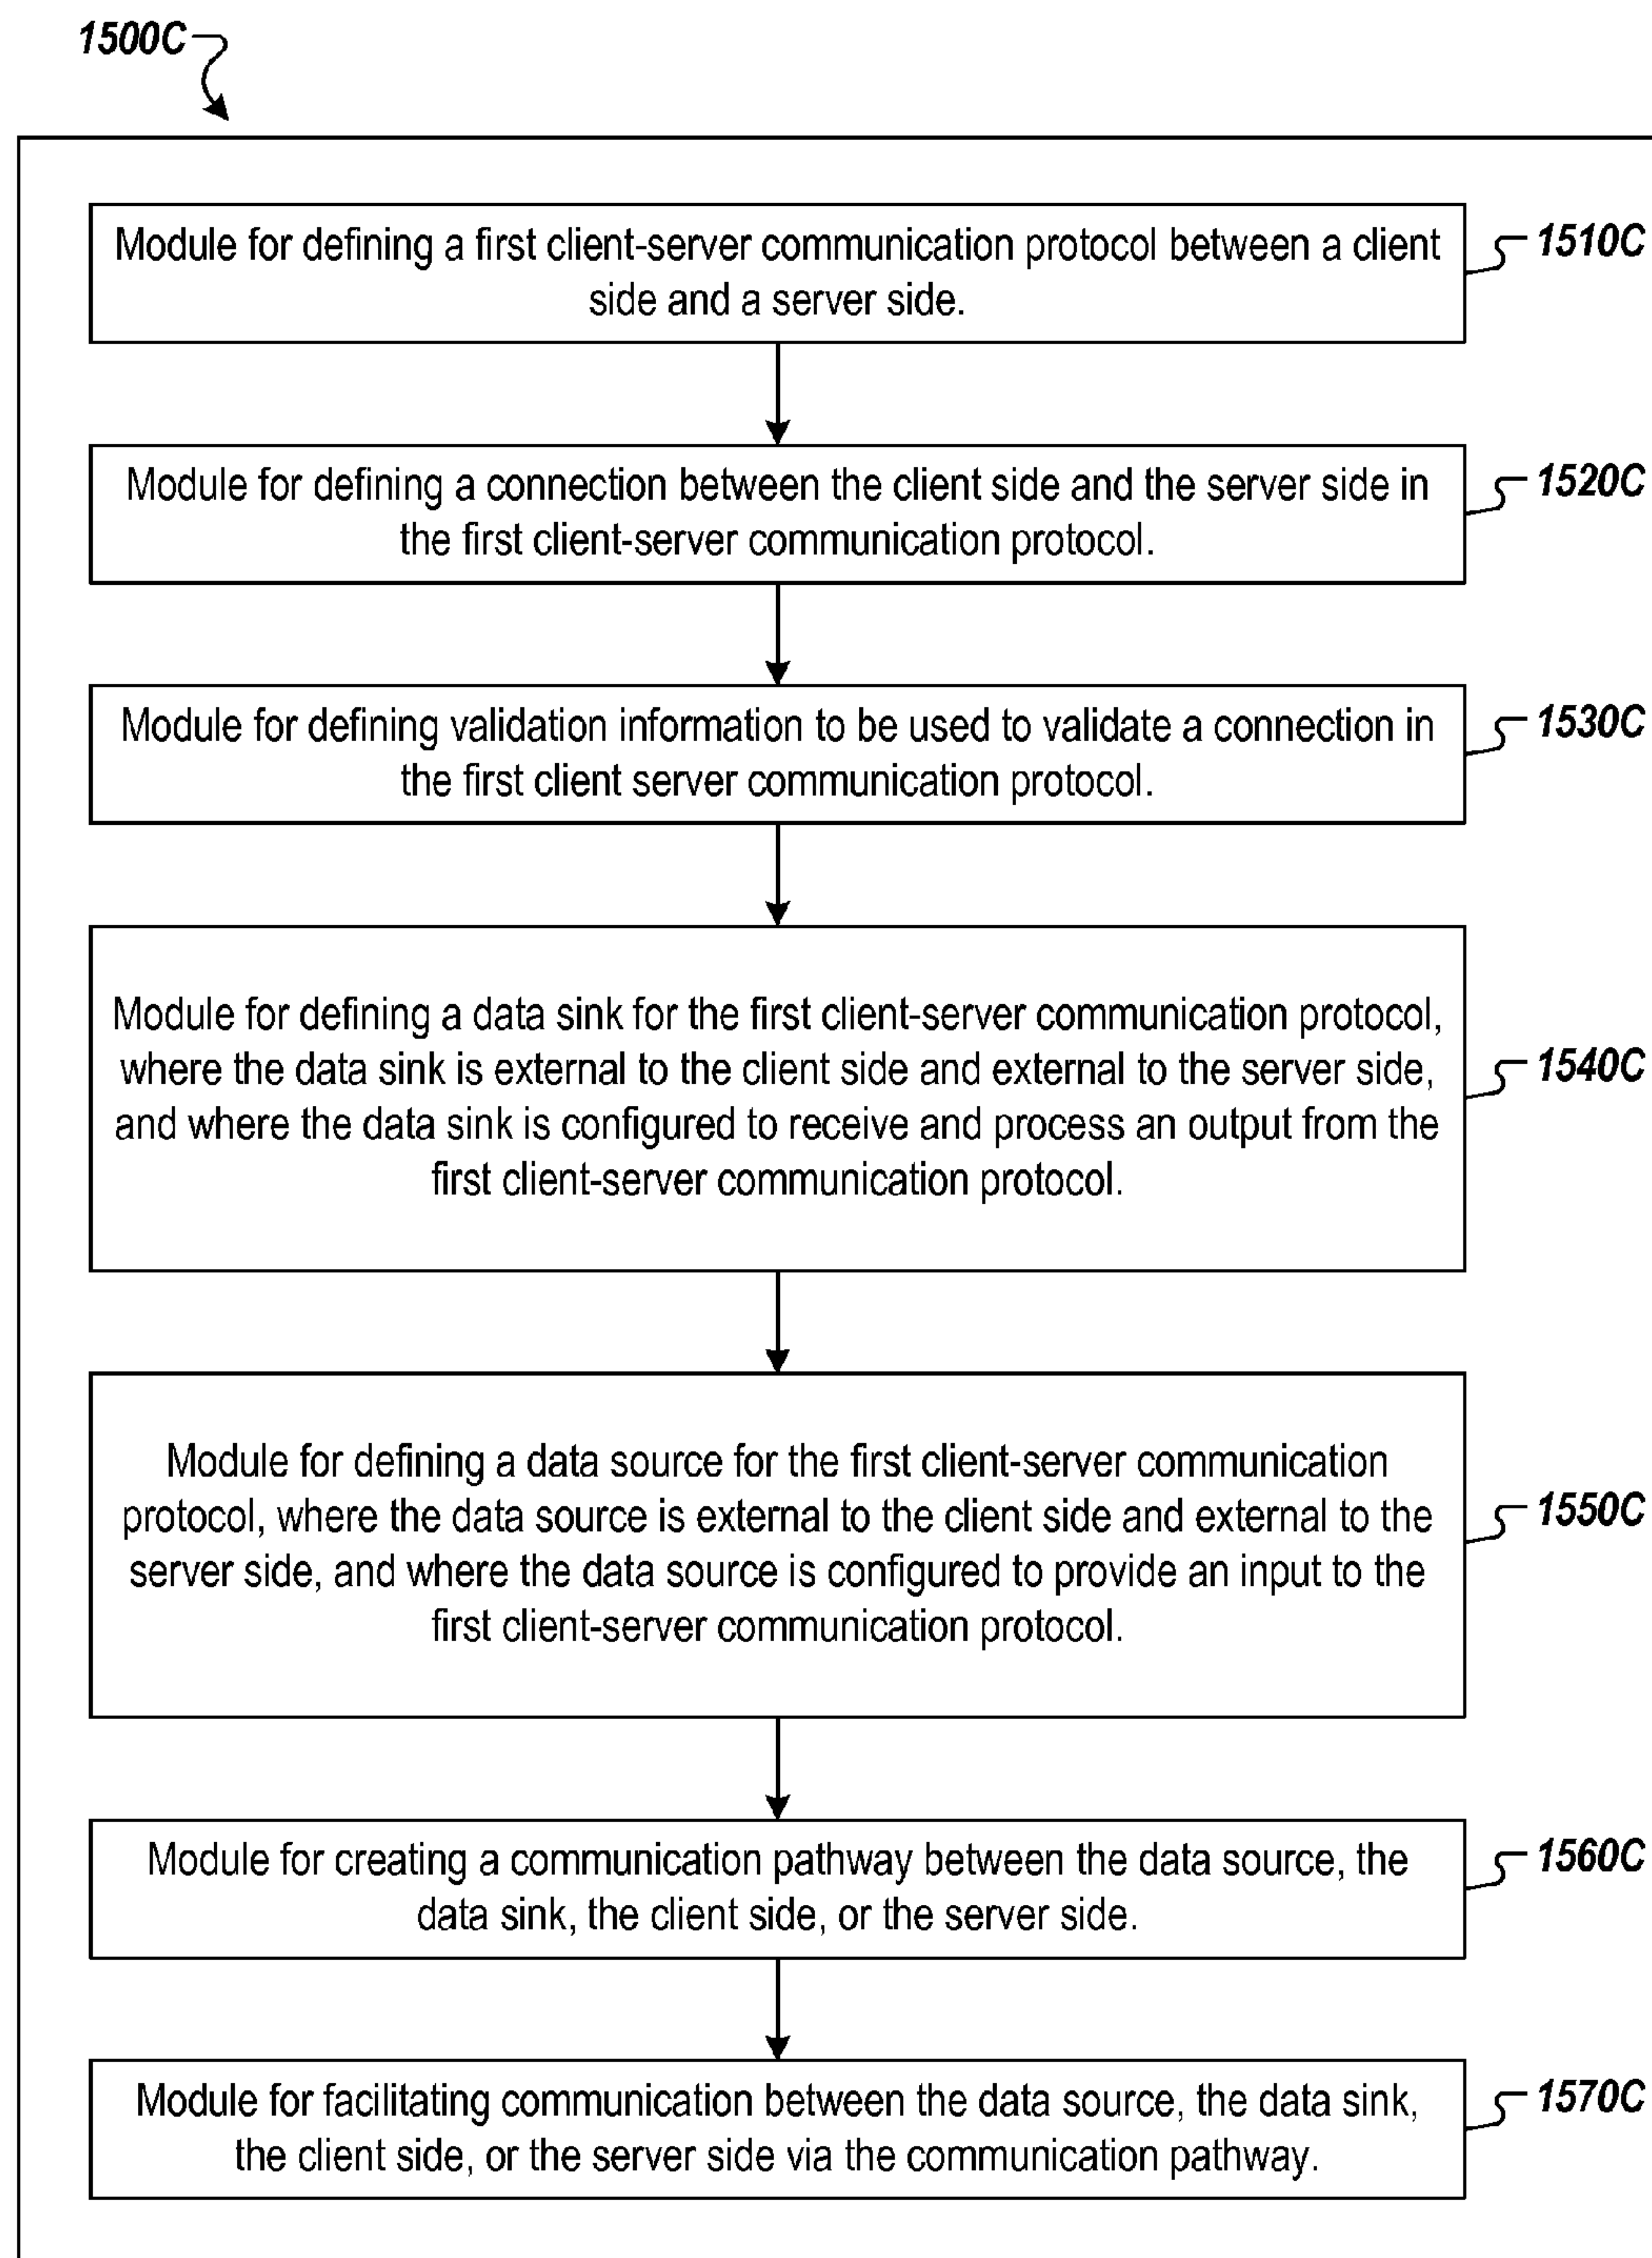 1500C
Module for defining a first client-server communication protocol between a client
side and a server side.
1510C
Module for defining a connection between the client side and the server side in
the first client-server communication protocol.
1520C
Module for defining validation information to be used to validate a connection in
the first client server communication protocol.
1530C
Module for defining a data sink for the first client-server communication protocol,
where the data sink is external to the client side and external to the server side,
and where the data sink is configured to receive and process an output from the
first client-server communication protocol.
1540C
Module for defining a data source for the first client-server communication
protocol, where the data source is external to the client side and external to the
server side, and where the data source is configured to provide an input to the
first client-server communication protocol.
1550C
Module for creating a communication pathway between the data source, the
data sink, the client side, or the server side.
1560C
Module for facilitating communication between the data source, the data sink,
the client side, or the server side via the communication pathway.
1570C